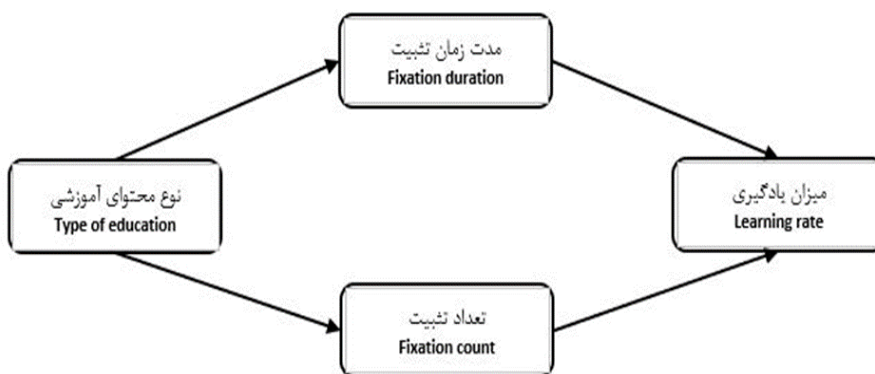 مدت زمان تثبیت
Fixation duration
نوع محتوای آموزشی
Type of education
میزان یادگیری
Learning rate
تعداد تثبیت
Fixation count